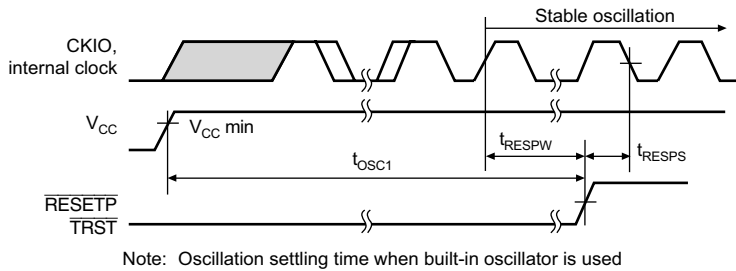 Stable oscillation
CKIO,
internal clock
VCC
VCC min
tRESPW
tRESPS
tOSC1
RESETP
TRST
Note: Oscillation settling time when built-in oscillator is used